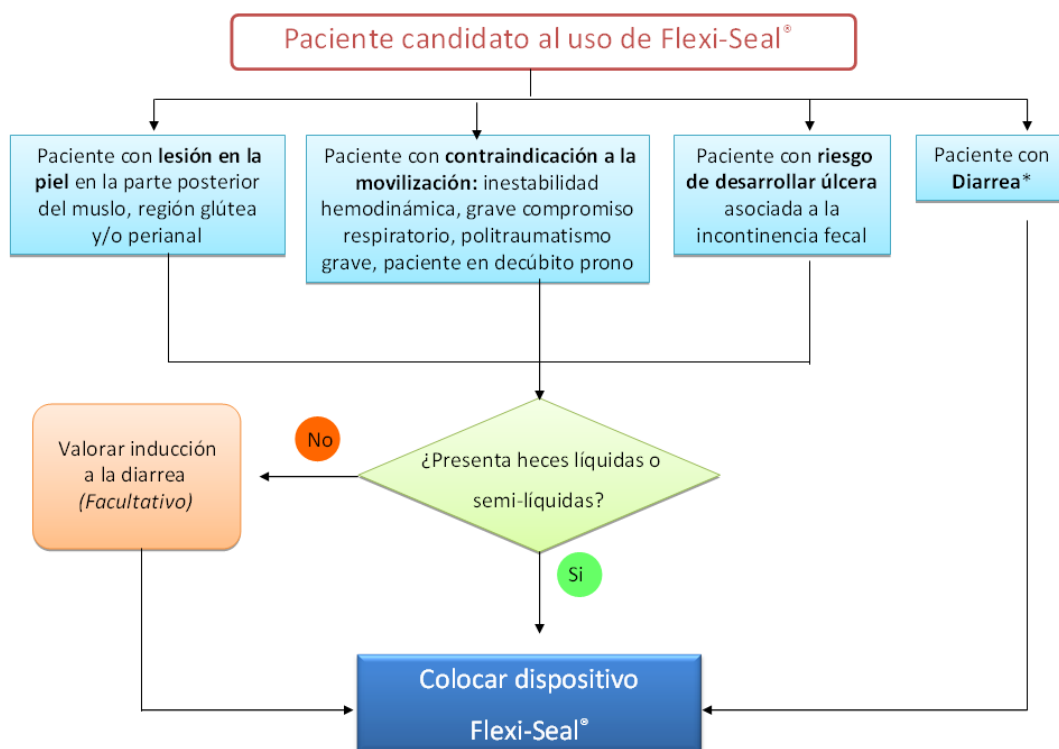 Paciente candidato al uso de Flexi-Seal®
Paciente con lesión en la
piel en la parte posterior
del muslo, región glútea
y/o perianal
Paciente con contraindicación a la
movilización: inestabilidad
hemodinámica, grave compromiso
respiratorio, politraumatismo
grave, paciente en decúbito prono
Paciente con riesgo
de desarrollar úlcera
asociada a la
incontinencia fecal
Paciente con
Diarrea*
Valorar inducción
a la diarrea
(Facultativo)
No
¿Presenta heces líquidas o
semi-líquidas?
Si
Colocar dispositivo
Flexi-Seal®